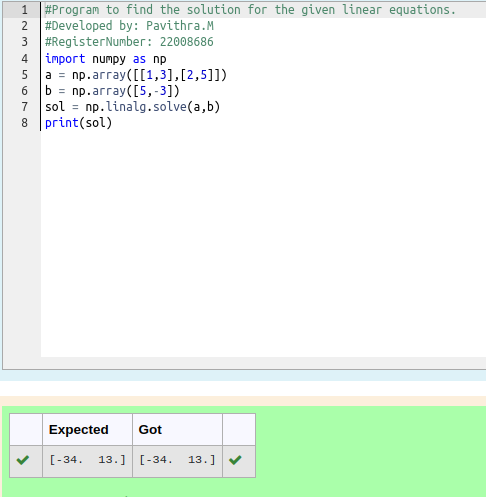 1 #Program to find the solution for the given linear equations.
2 #Developed by: Pavithra.M
3 #RegisterNumber: 22008686
4 import numpy as np
5 a = np.array([[1,3],[2,5]])
6 b = np.array([5,-3])
7 sol = np.linalg.solve(a,b)
8 print(sol)
Expected Got
[-34. 13.] [-34. 13.]